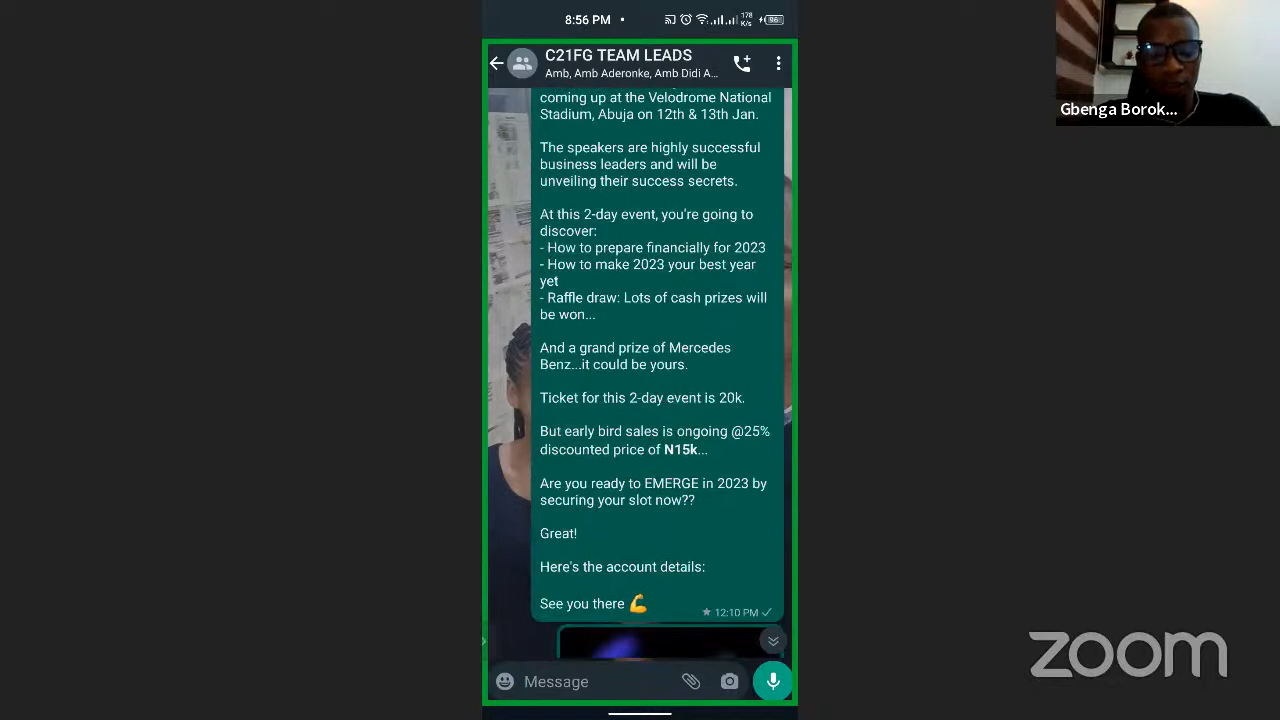 8:56 PM •
178
K/s
96
C21FG TEAM LEADS
Amb, Amb Aderonke, Amb Didi A...
Gbenga Borok...
coming up at the Velodrome National
Stadium, Abuja on 12th & 13th Jan.
The speakers are highly successful
business leaders and will be
unveiling their success secrets.
At this 2-day event, you're going to
discover:
- How to prepare financially for 2023
- How to make 2023 your best year
yet
- Raffle draw: Lots of cash prizes will
be won...
And a grand prize of Mercedes
Benz...it could be yours.
Ticket for this 2-day event is 20k.
But early bird sales is ongoing @25%
discounted price of N15k...
Are you ready to EMERGE in 2023 by
securing your slot now??
Great!
Here's the account details:
See you there 💪
12:10 PM
Message
zoom